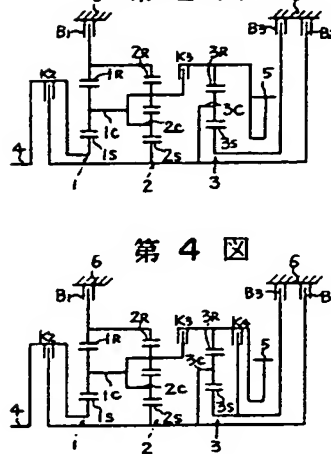 B1 B3 B
1R 2R K3 3R
K2 5
1C 2C 3C
4 1S 2S 3S
1 2 3
第 4 図
6 6
B1 B3 B1
1R 2R K3 3R K4
K2 5
1C 2C 3C
4 1S 2S 3S
1 2 3